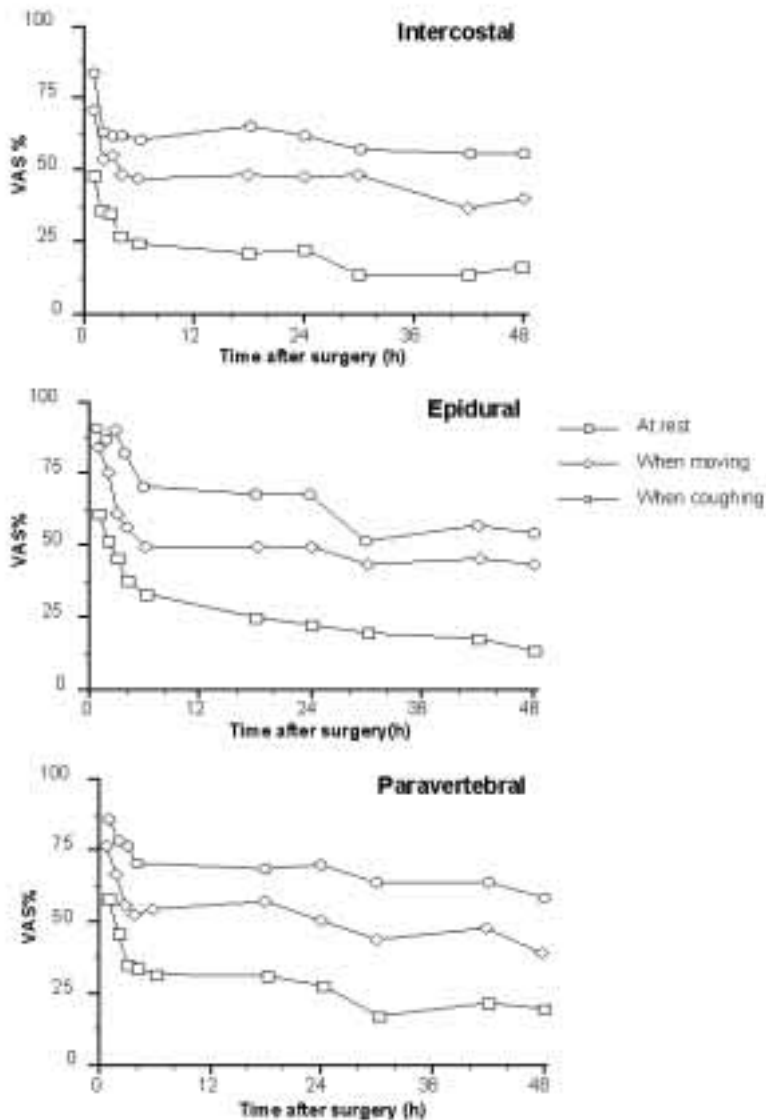 Intercostal
100
75
50
25
0
VAS %
0 12 24 36 48
Time after surgery (h)
Epidural
100
75
50
25
0
VAS%
0 12 24 36 48
Time after surgery(h)
At rest
When moving
When coughing
Paravertebral
100
75
50
25
0
VAS%
0 12 24 36 48
Time after surgery (h)